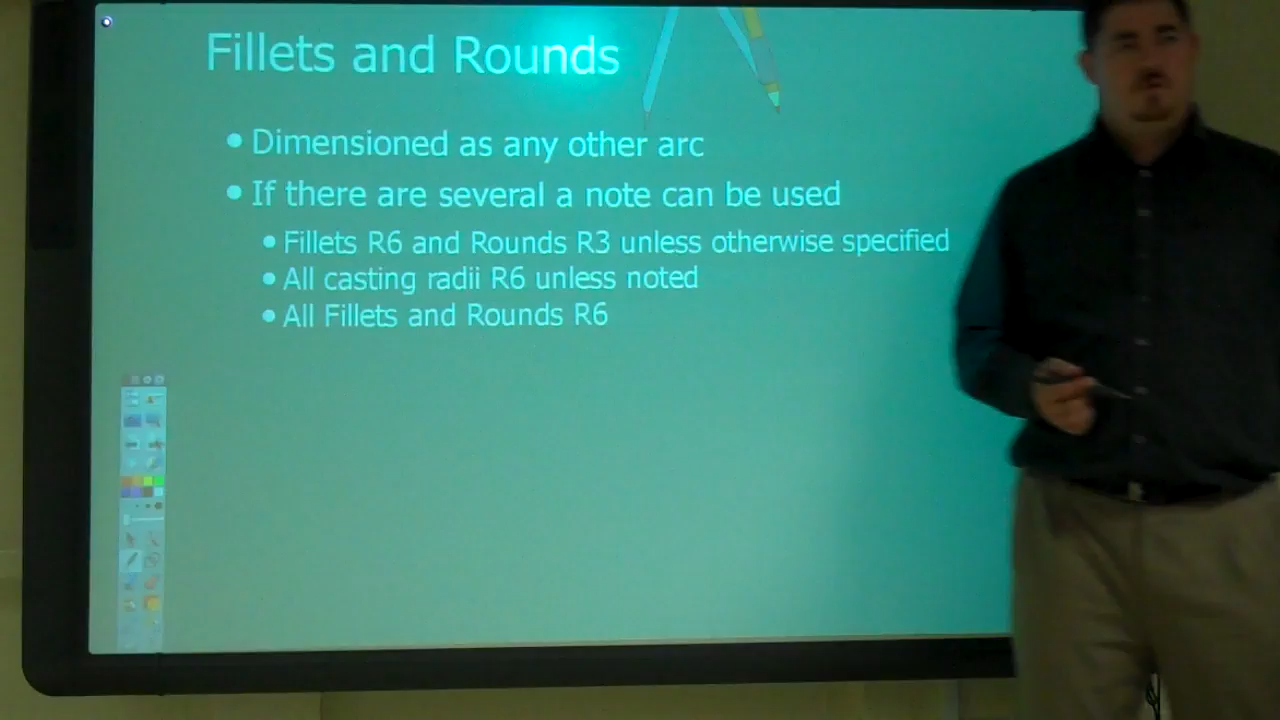 Fillets and Rounds
Dimensioned as any other arc
If there are several a note can be used
Fillets R6 and Rounds R3 unless otherwise specified
All casting radii R6 unless noted
All Fillets and Rounds R6